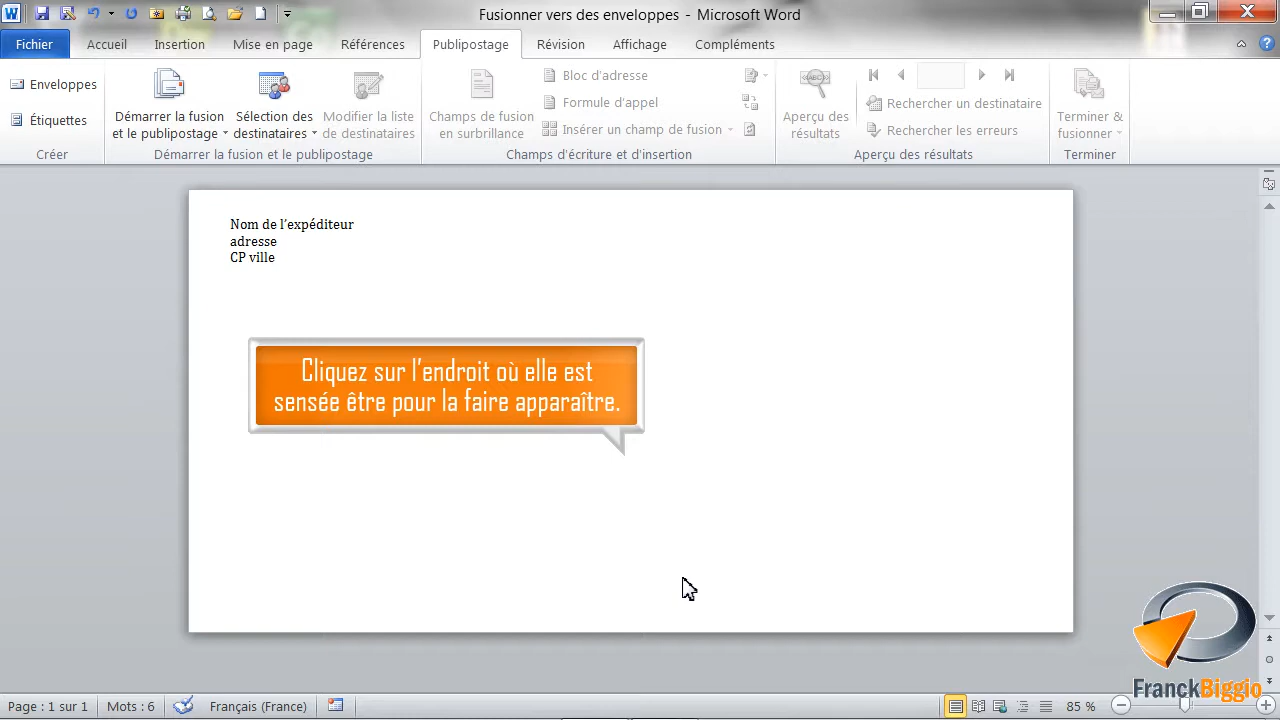 Fusionner vers des enveloppes - Microsoft Word
Fichier Accueil Insertion Mise en page Références Publipostage Révision Affichage Compléments
Enveloppes
Étiquettes
Créer
Démarrer la fusion
et le publipostage
Sélection des
destinataires
Modifier la liste
de destinataires
Démarrer la fusion et le publipostage
Champs de fusion
en surbrillance
Bloc d'adresse
Formule d'appel
Insérer un champ de fusion
Champs d'écriture et d'insertion
Aperçu des
résultats
Rechercher un destinataire
Rechercher les erreurs
Aperçu des résultats
Terminer &
fusionner
Terminer
Nom de l'expéditeur
adresse
CP ville
Cliquez sur l'endroit où elle est
sensée être pour la faire apparaître.
FranckBiggio
Page : 1 sur 1 Mots : 6 Français (France) 85 %